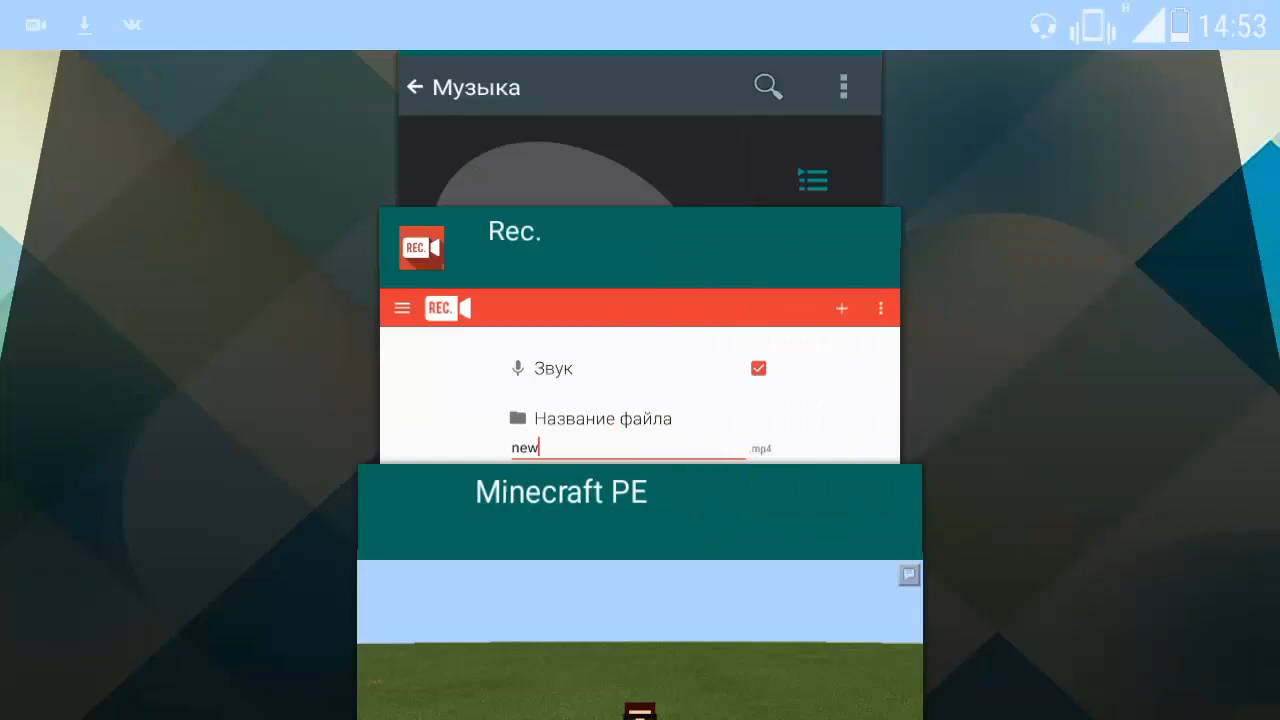 H
14:53
Музыка
Rec.
REC.
REC.
Звук
Название файла
new
.mp4
Minecraft PE